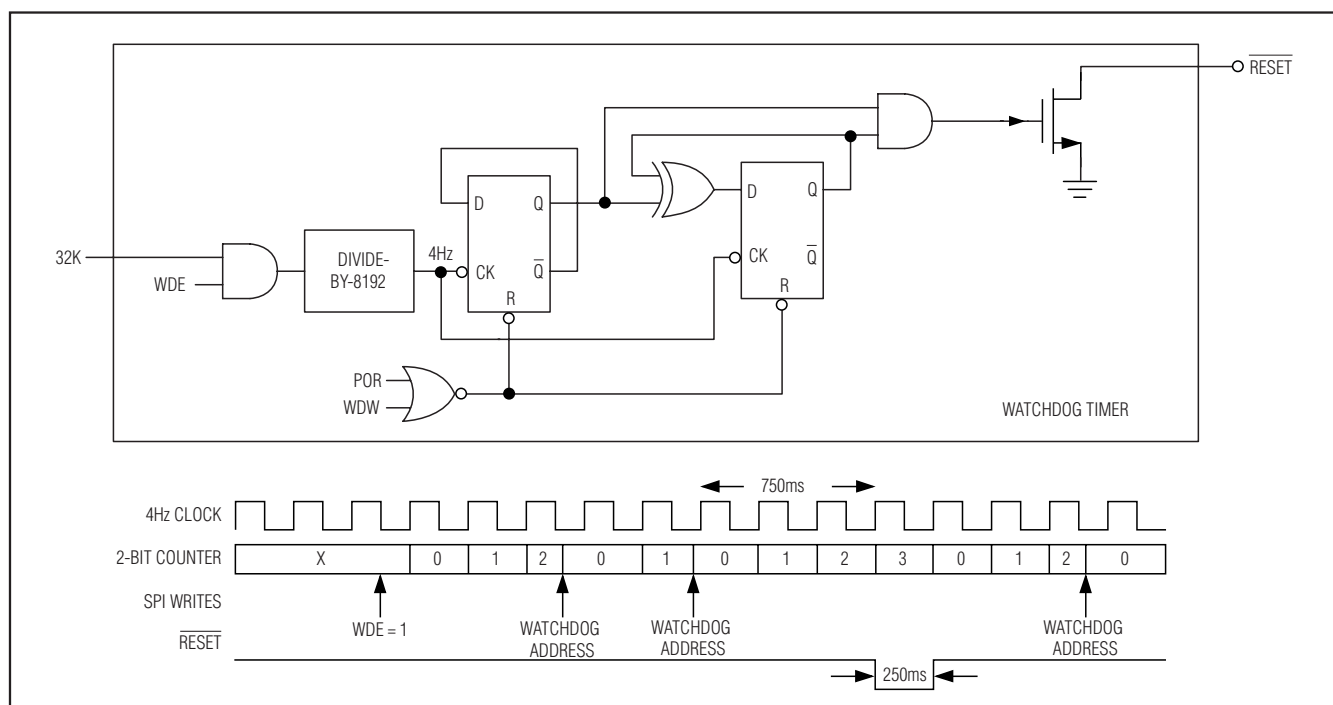 RESET
32K
WDE
DIVIDE-
BY-8192
4Hz
D
Q
CK
Q
R
D
Q
CK
Q
R
POR
WDW
WATCHDOG TIMER
4Hz CLOCK
750ms
2-BIT COUNTER
X 0 1 2 0 1 0 1 2 3 0 1 2 0
SPI WRITES
WDE = 1
WATCHDOG
ADDRESS
WATCHDOG
ADDRESS
WATCHDOG
ADDRESS
RESET
250ms